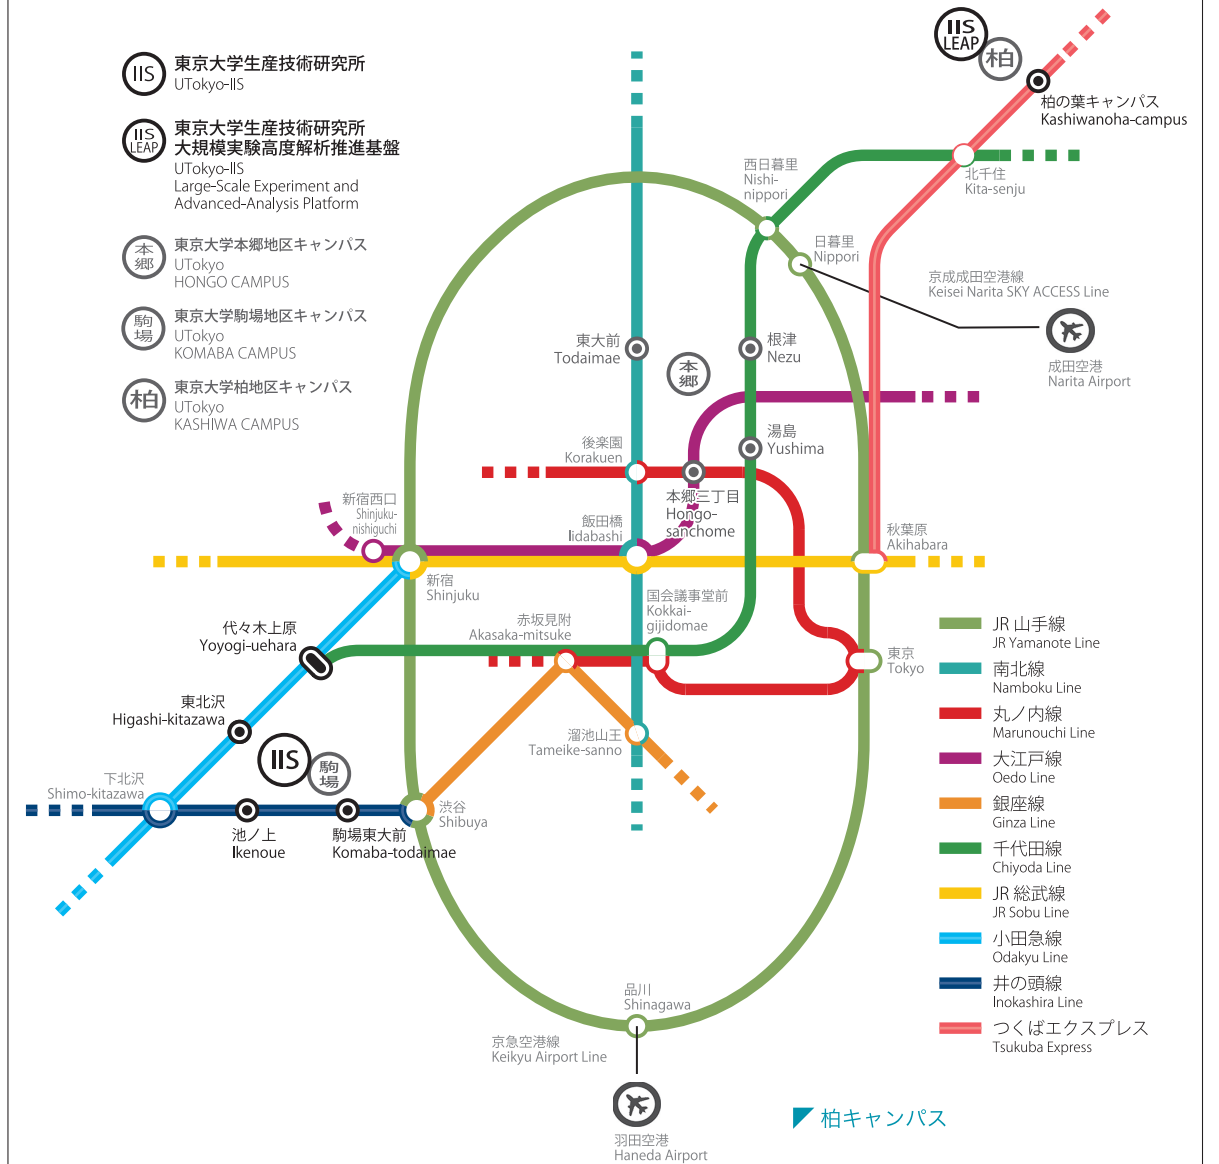 IIS
東京大学生産技術研究所
UTokyo-IIS
IIS
LEAP
東京大学生産技術研究所
大規模実験高度解析推進基盤
UTokyo-IIS
Large-Scale Experiment and
Advanced-Analysis Platform
本
郷
東京大学本郷地区キャンパス
UTokyo
HONGO CAMPUS
駒
場
東京大学駒場地区キャンパス
UTokyo
KOMABA CAMPUS
柏
東京大学柏地区キャンパス
UTokyo
KASHIWA CAMPUS
IIS
LEAP
柏
柏の葉キャンパス
Kashiwanoha-campus
西日暮里
Nishi-
nippori
北千住
Kita-senju
日暮里
Nippori
京成成田空港線
Keisei Narita SKY ACCESS Line
成田空港
Narita Airport
東大前
Todaimae
本
郷
根津
Nezu
湯島
Yushima
後楽園
Korakuen
本郷三丁目
Hongo-
sanchome
新宿西口
Shinjuku-
nishiguchi
飯田橋
Iidabashi
秋葉原
Akihabara
新宿
Shinjuku
国会議事堂前
Kokkai-
gijidomae
赤坂見附
Akasaka-mitsuke
代々木上原
Yoyogi-uehara
東京
Tokyo
東北沢
Higashi-kitazawa
溜池山王
Tameike-sanno
IIS
駒
場
下北沢
Shimo-kitazawa
渋谷
Shibuya
池ノ上
Ikenoue
駒場東大前
Komaba-todaimae
品川
Shinagawa
京急空港線
Keikyu Airport Line
羽田空港
Haneda Airport
JR 山手線
JR Yamanote Line
南北線
Namboku Line
丸ノ内線
Marunouchi Line
大江戸線
Oedo Line
銀座線
Ginza Line
千代田線
Chiyoda Line
JR 総武線
JR Sobu Line
小田急線
Odakyu Line
井の頭線
Inokashira Line
つくばエクスプレス
Tsukuba Express
柏キャンパス